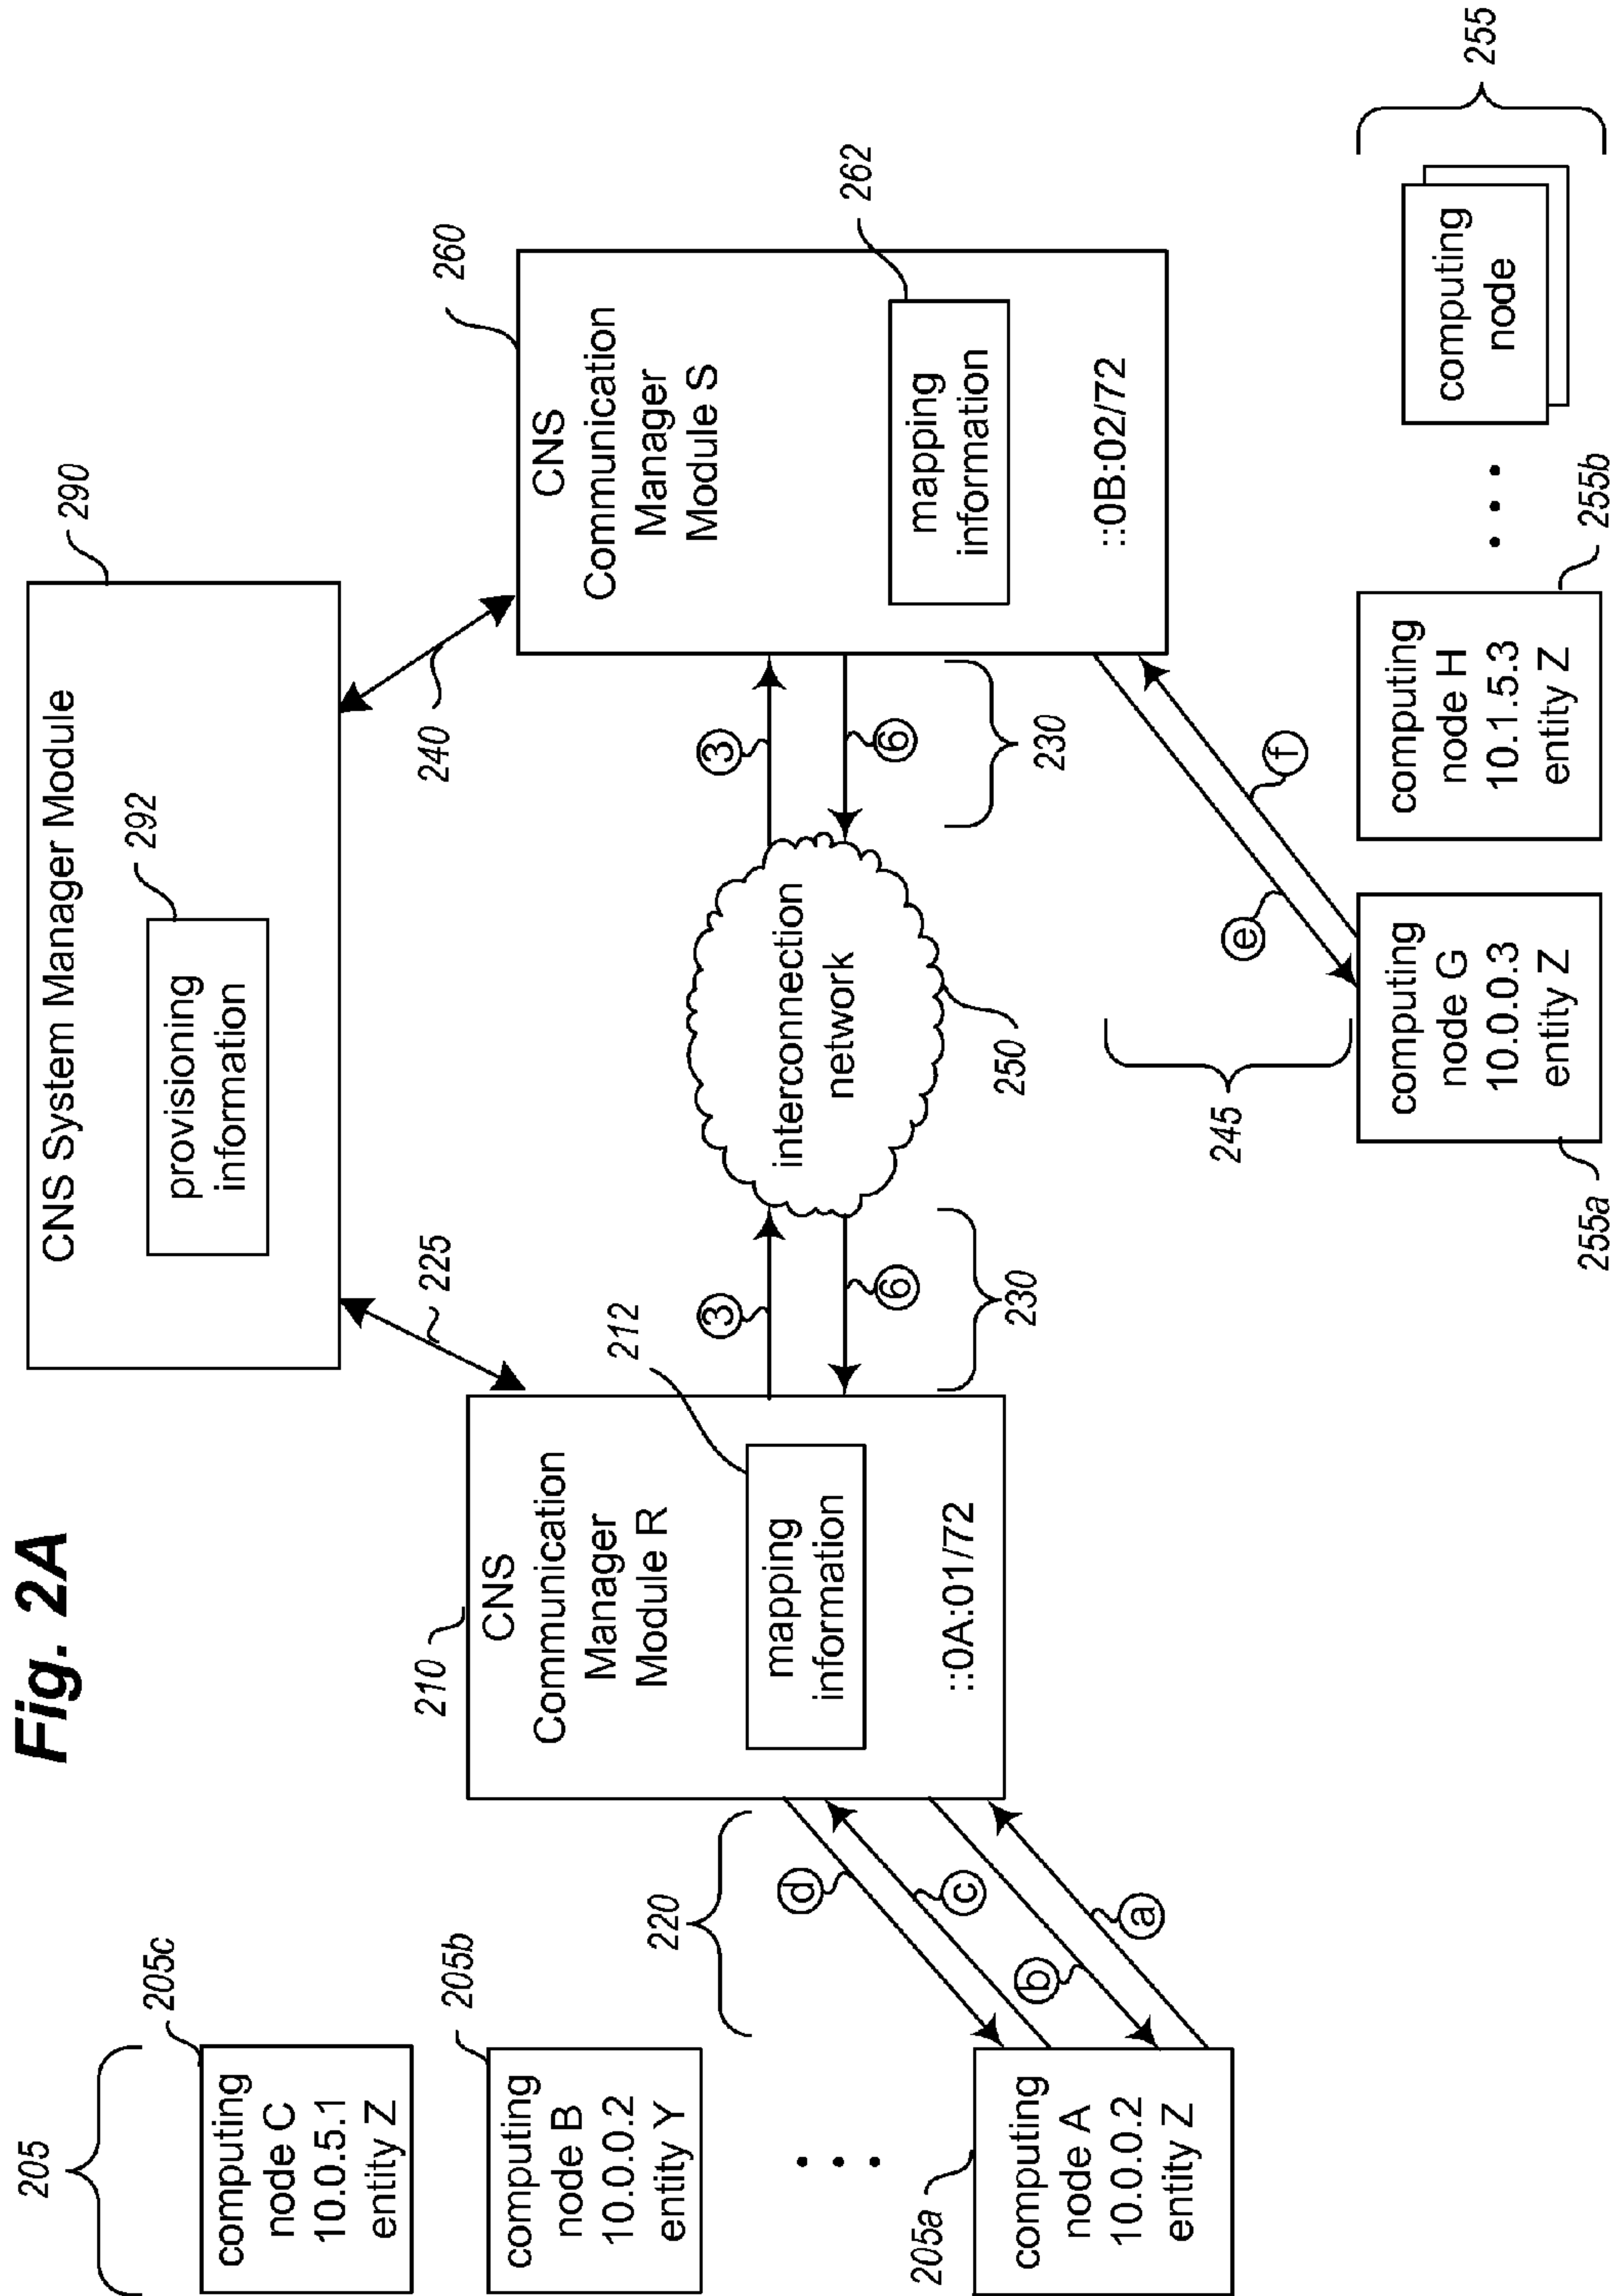 Fig. 2A
CNS System Manager Module
290
provisioning
information
292
225
240
205
205c
computing
node C
10.0.5.1
entity Z
205b
computing
node B
10.0.0.2
entity Y
• • •
205a
computing
node A
10.0.0.2
entity Z
220
d
c
b
a
210
CNS
Communication
Manager
Module R
212
mapping
information
::0A:01/72
3
6
230
interconnection
network
250
3
6
230
260
CNS
Communication
Manager
Module S
262
mapping
information
::0B:02/72
e
f
245
computing
node G
10.0.0.3
entity Z
255a
computing
node H
10.1.5.3
entity Z
255b
• • •
computing
node
255